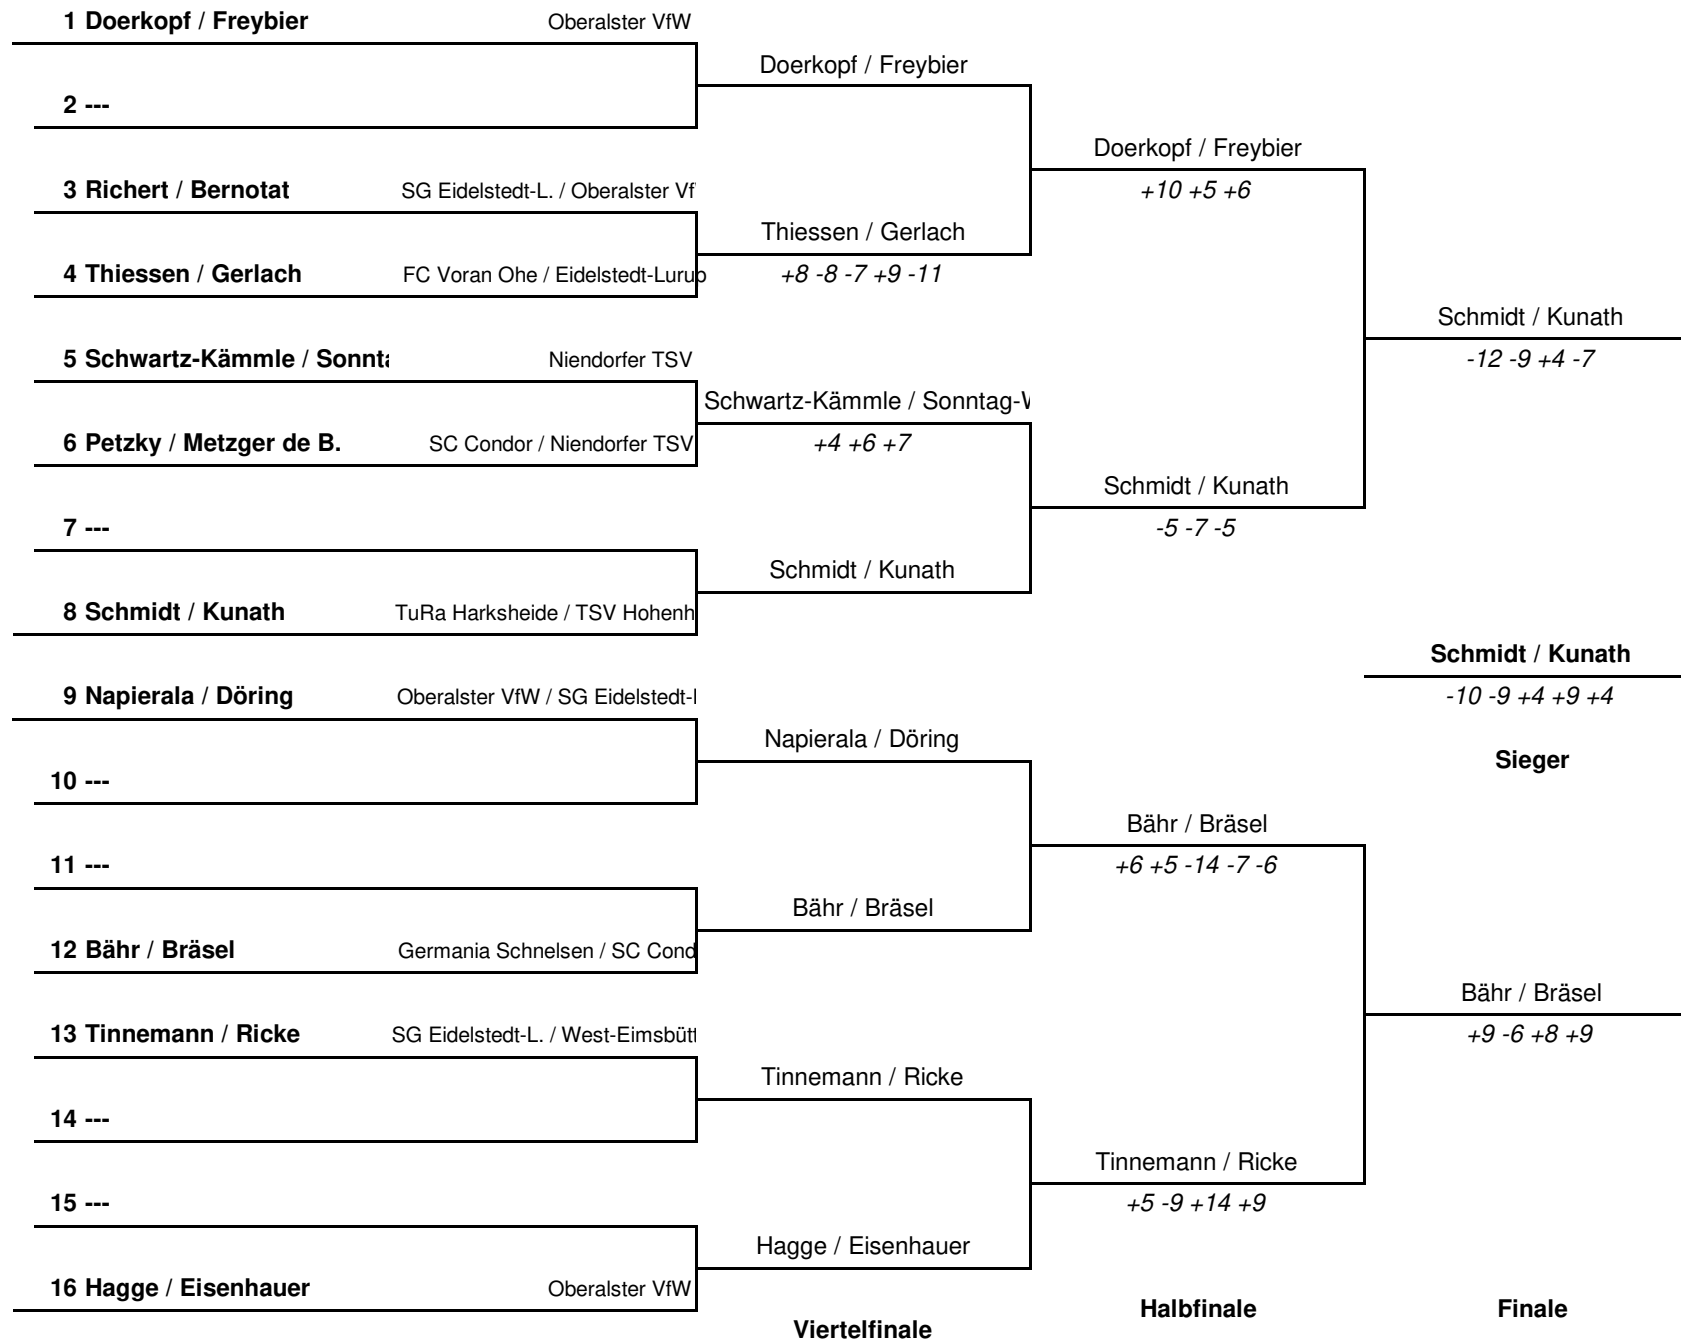 1 Doerkopf / Freybier Oberalster VfW
Doerkopf / Freybier
2 ---
Doerkopf / Freybier
3 Richert / Bernotat SG Eidelstedt-L. / Oberalster Vf
+10 +5 +6
Thiessen / Gerlach
4 Thiessen / Gerlach FC Voran Ohe / Eidelstedt-Lurup
+8 -8 -7 +9 -11
Schmidt / Kunath
5 Schwartz-Kämmle / Sonnta Niendorfer TSV
-12 -9 +4 -7
Schwartz-Kämmle / Sonntag-W
6 Petzky / Metzger de B. SC Condor / Niendorfer TSV
+4 +6 +7
Schmidt / Kunath
7 ---
-5 -7 -5
Schmidt / Kunath
8 Schmidt / Kunath TuRa Harksheide / TSV Hohenh
Schmidt / Kunath
9 Napierala / Döring Oberalster VfW / SG Eidelstedt-l
-10 -9 +4 +9 +4
Napierala / Döring
Sieger
10 ---
Bähr / Bräsel
11 ---
+6 +5 -14 -7 -6
Bähr / Bräsel
12 Bähr / Bräsel Germania Schnelsen / SC Cond
Bähr / Bräsel
13 Tinnemann / Ricke SG Eidelstedt-L. / West-Eimsbütt
+9 -6 +8 +9
Tinnemann / Ricke
14 ---
Tinnemann / Ricke
15 ---
+5 -9 +14 +9
Hagge / Eisenhauer
16 Hagge / Eisenhauer Oberalster VfW
Halbfinale
Finale
Viertelfinale